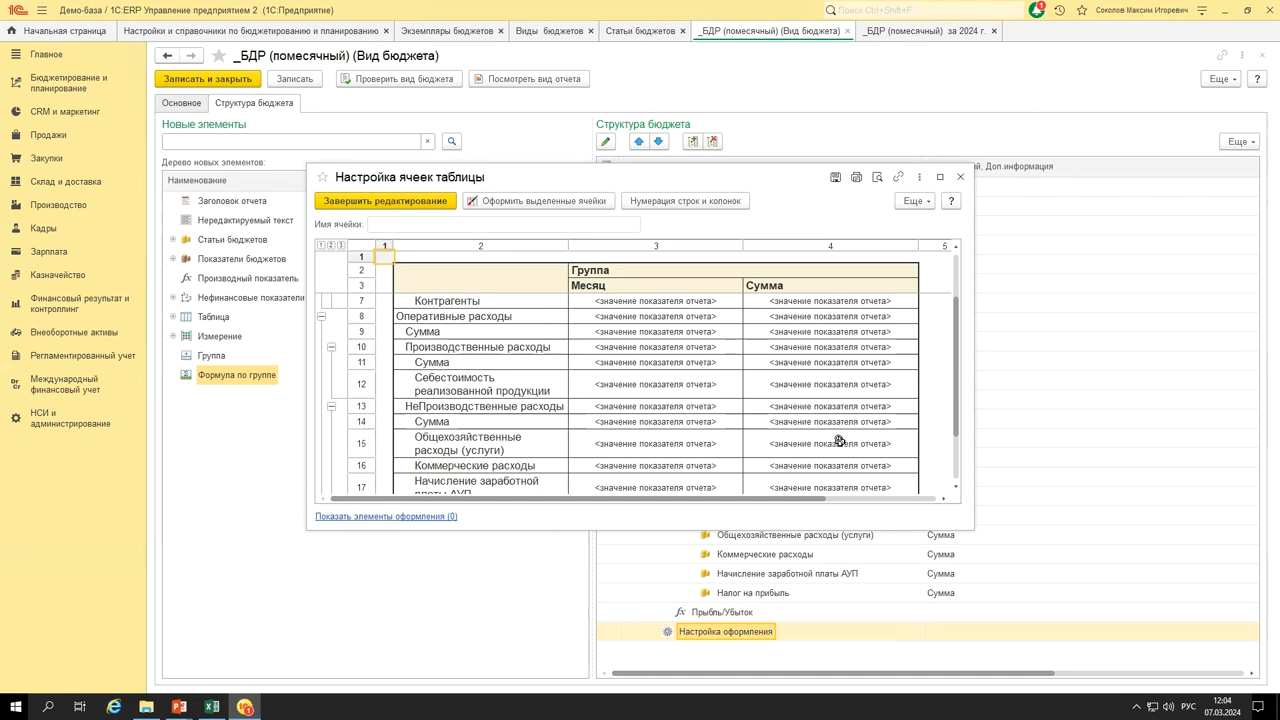 Демо-база / 1С:ERP Управление предприятием 2 (1С:Предприятие)
Поиск Ctrl+Shift+F
Соколов Максим Игоревич
Начальная страница
Настройки и справочники по бюджетированию и планированию
Экземпляры бюджетов
Виды бюджетов
Статьи бюджетов
_БДР (помесячный) (Вид бюджета)
_БДР (помесячный) за 2024 г.
Главное
Бюджетирование и планирование
CRM и маркетинг
Продажи
Закупки
Склад и доставка
Производство
Кадры
Зарплата
Казначейство
Финансовый результат и контроллинг
Внеоборотные активы
Регламентированный учет
Международный финансовый учет
НСИ и администрирование
_БДР (помесячный) (Вид бюджета)
Записать и закрыть
Записать
Проверить вид бюджета
Посмотреть вид отчета
Еще
?
Основное
Структура бюджета
Новые элементы
Дерево новых элементов:
Наименование
Заголовок отчета
Нередактируемый текст
Статьи бюджетов
Показатели бюджетов
Производный показатель
Нефинансовые показатели
Таблица
Измерение
Группа
Формула по группе
Структура бюджета
Еще
Доп.информация
Настройка ячеек таблицы
Завершить редактирование
Оформить выделенные ячейки
Нумерация строк и колонок
Еще
?
Имя ячейки:
1 2 3 1 2 3 4 5
1
2 Группа
3 Месяц Сумма
7 Контрагенты <значение показателя отчета> <значение показателя отчета>
8 Оперативные расходы <значение показателя отчета> <значение показателя отчета>
9 Сумма <значение показателя отчета> <значение показателя отчета>
10 Производственные расходы <значение показателя отчета> <значение показателя отчета>
11 Сумма <значение показателя отчета> <значение показателя отчета>
12 Себестоимость реализованной продукции <значение показателя отчета> <значение показателя отчета>
13 НеПроизводственные расходы <значение показателя отчета> <значение показателя отчета>
14 Сумма <значение показателя отчета> <значение показателя отчета>
15 Общехозяйственные расходы (услуги) <значение показателя отчета> <значение показателя отчета>
16 Коммерческие расходы <значение показателя отчета> <значение показателя отчета>
17 Начисление заработной платы АУП <значение показателя отчета> <значение показателя отчета>
Показать элементы оформления (0)
Общехозяйственные расходы (услуги) Сумма
Коммерческие расходы Сумма
Начисление заработной платы АУП Сумма
Налог на прибыль Сумма
Прыбль/Убыток
Настройка оформления
РУС
12:04
07.03.2024